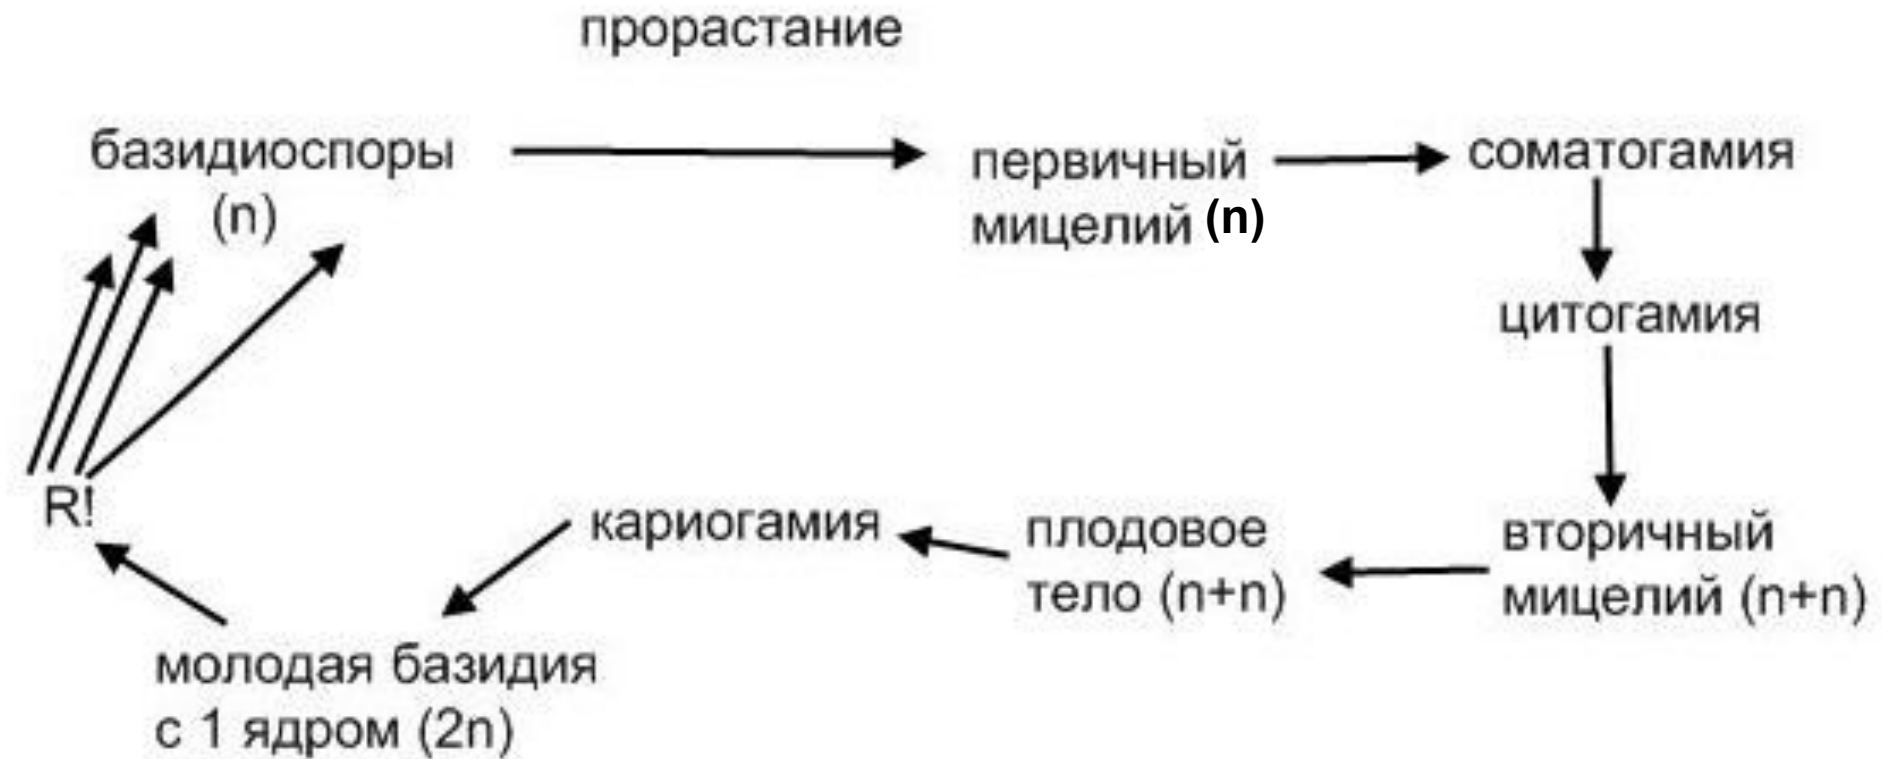 прорастание
базидиоспоры
(n)
первичный
мицелий (n)
соматогамия
цитогамия
вторичный
мицелий (n+n)
плодовое
тело (n+n)
кариогамия
молодая базидия
с 1 ядром (2n)
R!